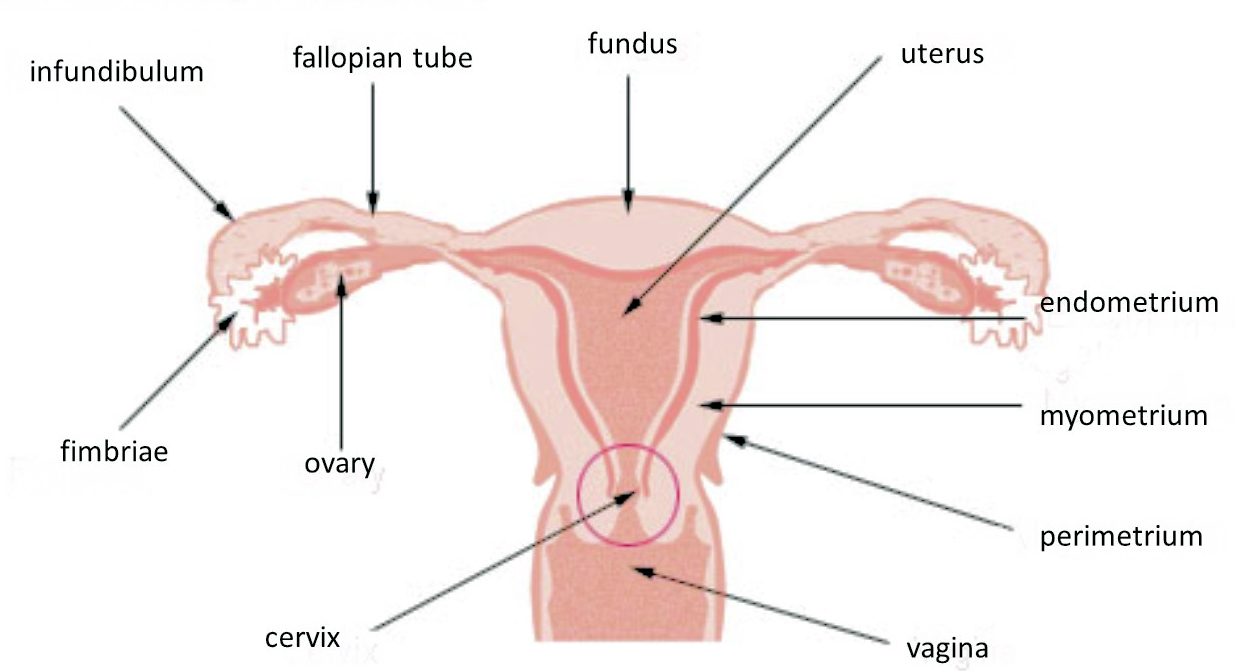 infundibulum
fallopian tube
fundus
uterus
endometrium
myometrium
fimbriae
ovary
perimetrium
cervix
vagina